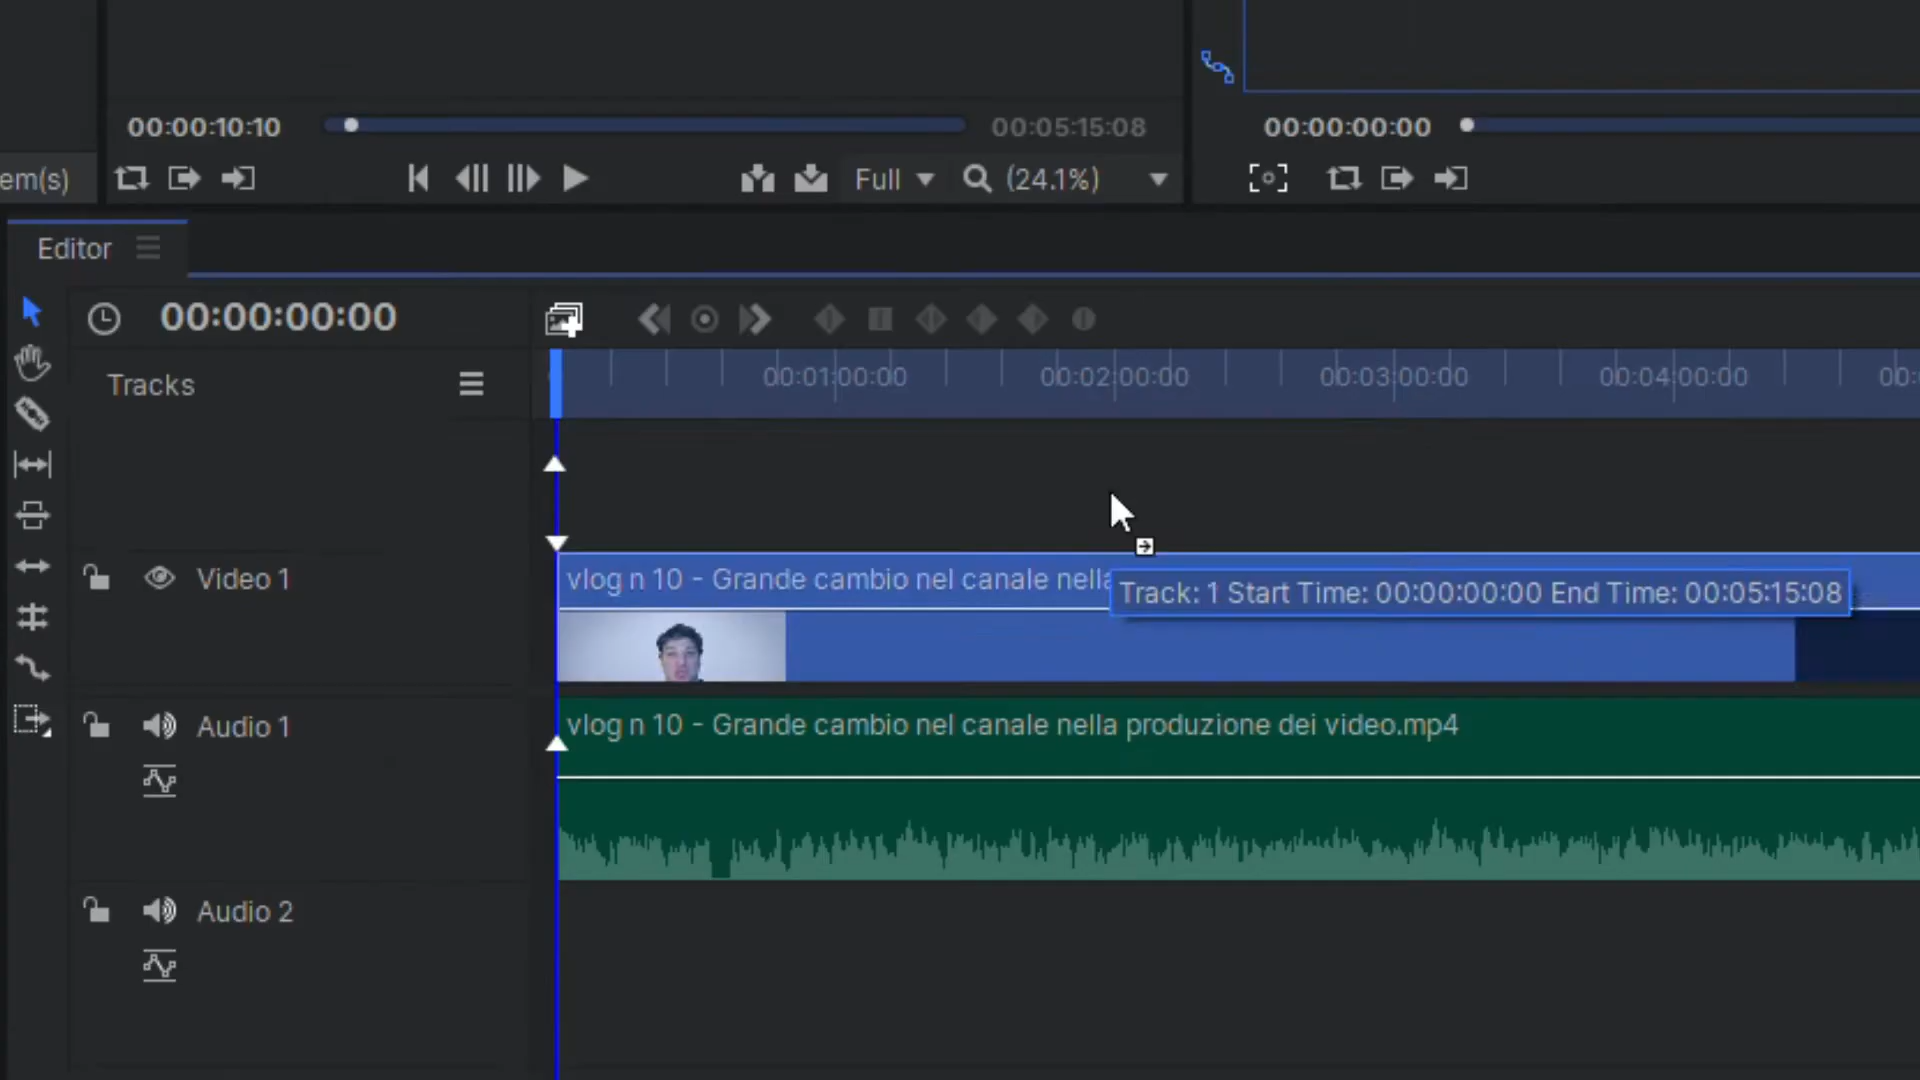 00:00:10:10
00:05:15:08
00:00:00:00
em(s)
Full
(24.1%)
Editor
00:00:00:00
Tracks
00:01:00:00
00:02:00:00
00:03:00:00
00:04:00:00
00:
Video 1
vlog n 10 - Grande cambio nel canale nella
Track: 1 Start Time: 00:00:00:00 End Time: 00:05:15:08
Audio 1
vlog n 10 - Grande cambio nel canale nella produzione dei video.mp4
Audio 2